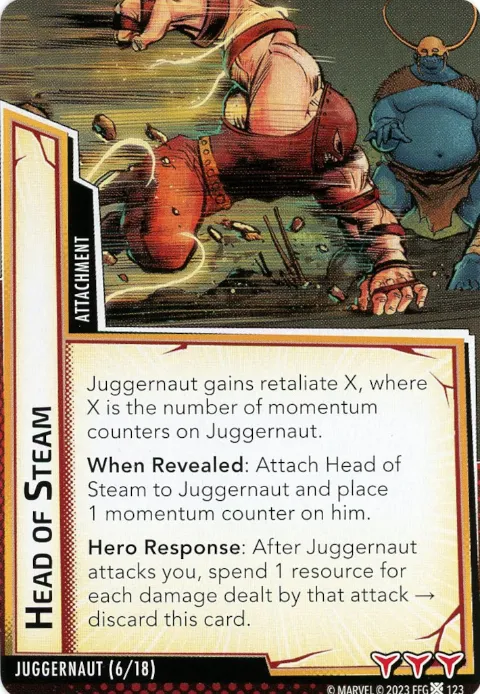 ATTACHMENT
HEAD OF STEAM
Juggernaut gains retaliate X, where
X is the number of momentum
counters on Juggernaut.
When Revealed: Attach Head of
Steam to Juggernaut and place
1 momentum counter on him.
Hero Response: After Juggernaut
attacks you, spend 1 resource for
each damage dealt by that attack →
discard this card.
JUGGERNAUT (6/18)
© MARVEL © 2023 FFG 123